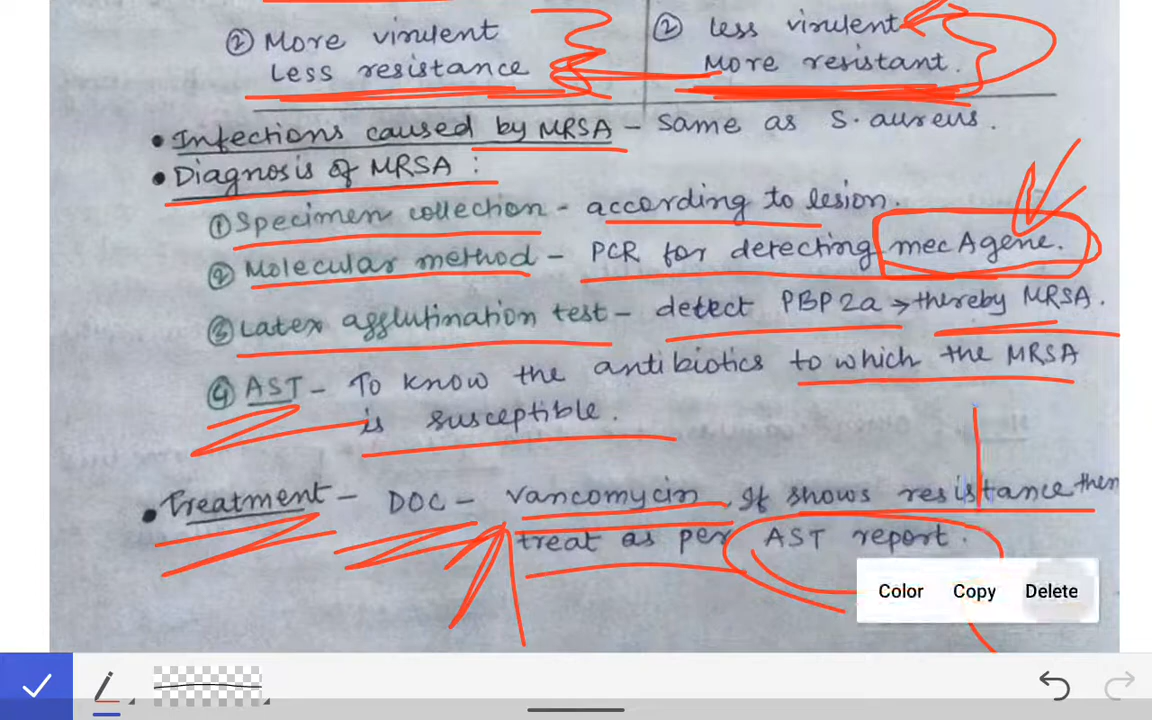 ② More virulent
Less resistance
② less virulent
More resistant.
• Infections caused by MRSA - Same as S. aureus.
• Diagnosis of MRSA :
① Specimen collection - according to lesion.
② Molecular method - PCR for detecting mec A gene.
③ Latex agglutination test - detect PBP2a → thereby MRSA.
④ AST - To know the antibiotics to which the MRSA
is susceptible.
• Treatment - DOC - Vancomycin. If shows resistance then
treat as per AST report.
Color Copy Delete